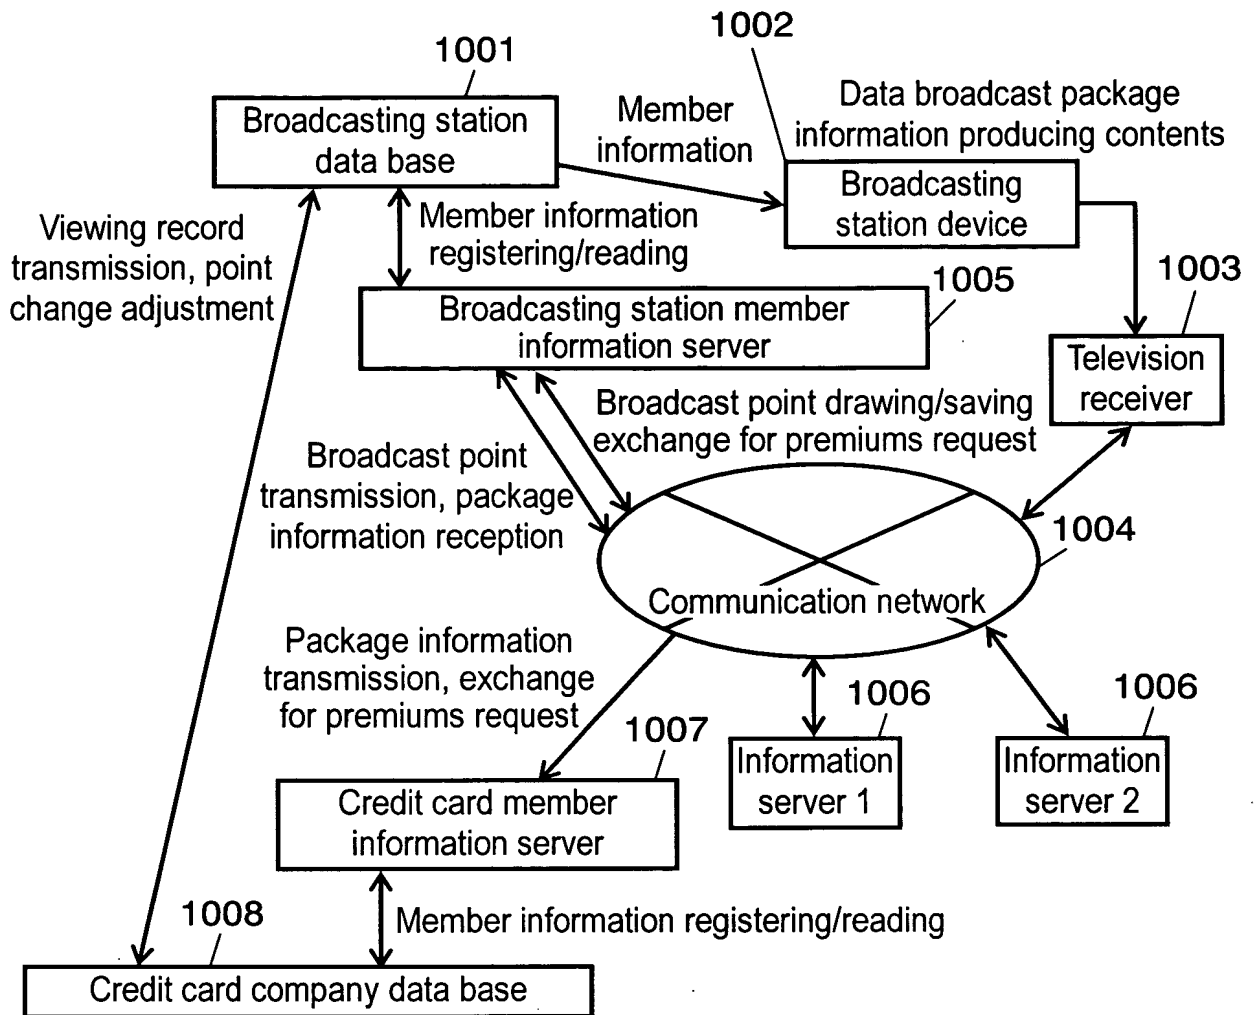 1001
1002
Broadcasting station
data base
Member
information
Data broadcast package
information producing contents
Broadcasting
station device
Viewing record
transmission, point
change adjustment
Member information
registering/reading
1005
1003
Broadcasting station member
information server
Television
receiver
Broadcast point drawing/saving
exchange for premiums request
Broadcast point
transmission, package
information reception
1004
Communication network
Package information
transmission, exchange
for premiums request
1007
1006
1006
Information
server 1
Information
server 2
Credit card member
information server
1008
Member information registering/reading
Credit card company data base